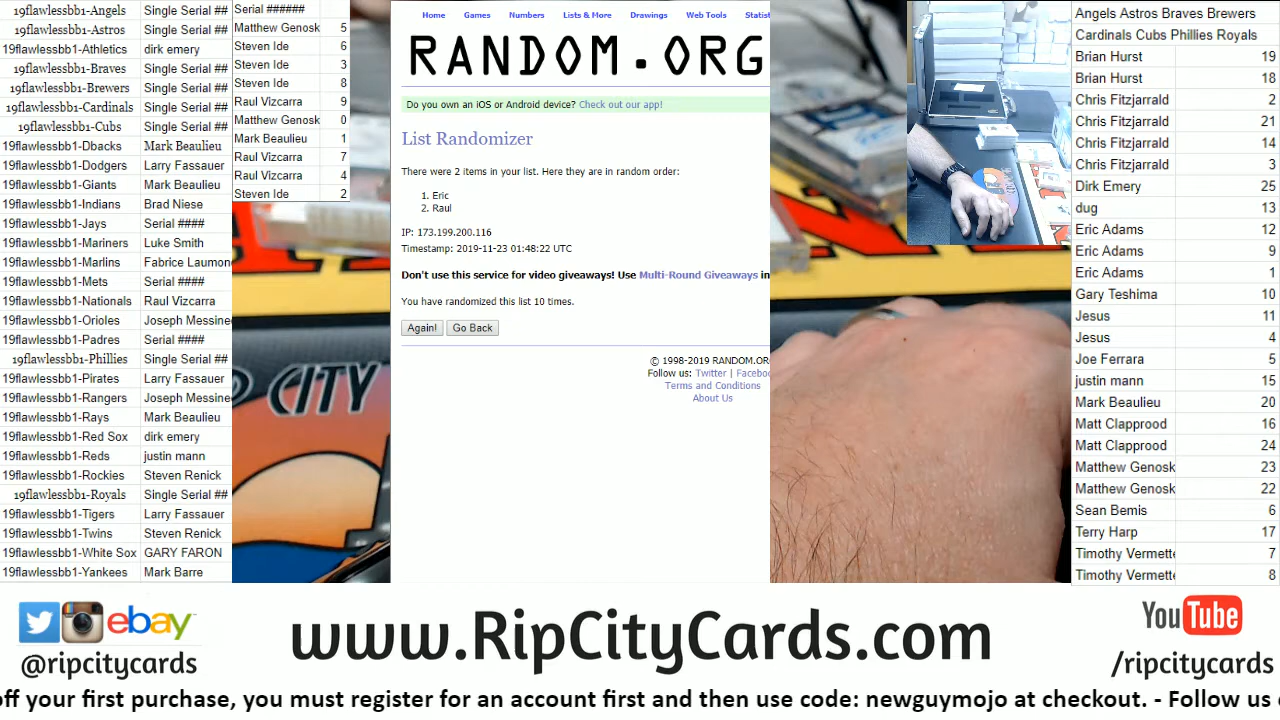 19flawlessbb1-Angels Single Serial ##
19flawlessbb1-Astros Single Serial ##
19flawlessbb1-Athletics dirk emery
19flawlessbb1-Braves Single Serial ##
19flawlessbb1-Brewers Single Serial ##
19flawlessbb1-Cardinals Single Serial ##
19flawlessbb1-Cubs Single Serial ##
19flawlessbb1-Dbacks Mark Beaulieu
19flawlessbb1-Dodgers Larry Fassauer
19flawlessbb1-Giants Mark Beaulieu
19flawlessbb1-Indians Brad Niese
19flawlessbb1-Jays Serial ####
19flawlessbb1-Mariners Luke Smith
19flawlessbb1-Marlins Fabrice Laumon
19flawlessbb1-Mets Serial ####
19flawlessbb1-Nationals Raul Vizcarra
19flawlessbb1-Orioles Joseph Messine
19flawlessbb1-Padres Serial ####
19flawlessbb1-Phillies Single Serial ##
19flawlessbb1-Pirates Larry Fassauer
19flawlessbb1-Rangers Joseph Messine
19flawlessbb1-Rays Mark Beaulieu
19flawlessbb1-Red Sox dirk emery
19flawlessbb1-Reds justin mann
19flawlessbb1-Rockies Steven Renick
19flawlessbb1-Royals Single Serial ##
19flawlessbb1-Tigers Larry Fassauer
19flawlessbb1-Twins Steven Renick
19flawlessbb1-White Sox GARY FARON
19flawlessbb1-Yankees Mark Barre
Serial ######
Matthew Genosk 5
Steven Ide 6
Steven Ide 3
Steven Ide 8
Raul Vizcarra 9
Matthew Genosk 0
Mark Beaulieu 1
Raul Vizcarra 7
Raul Vizcarra 4
Steven Ide 2
CITY
Home Games Numbers Lists & More Drawings Web Tools Statist
RANDOM.ORG
Do you own an iOS or Android device? Check out our app!
List Randomizer
There were 2 items in your list. Here they are in random order:
1. Eric
2. Raul
IP: 173.199.200.116
Timestamp: 2019-11-23 01:48:22 UTC
Don't use this service for video giveaways! Use Multi-Round Giveaways in
You have randomized this list 10 times.
Again! Go Back
© 1998-2019 RANDOM.OR
Follow us: Twitter | Faceboo
Terms and Conditions
About Us
Angels Astros Braves Brewers
Cardinals Cubs Phillies Royals
Brian Hurst 19
Brian Hurst 18
Chris Fitzjarrald 2
Chris Fitzjarrald 21
Chris Fitzjarrald 14
Chris Fitzjarrald 3
Dirk Emery 25
dug 13
Eric Adams 12
Eric Adams 9
Eric Adams 1
Gary Teshima 10
Jesus 11
Jesus 4
Joe Ferrara 5
justin mann 15
Mark Beaulieu 20
Matt Clapprood 16
Matt Clapprood 24
Matthew Genosk 23
Matthew Genosk 22
Sean Bemis 6
Terry Harp 17
Timothy Vermette 7
Timothy Vermette 8
ebay
@ripcitycards
www.RipCityCards.com
YouTube
/ripcitycards
off your first purchase, you must register for an account first and then use code: newguymojo at checkout. - Follow us